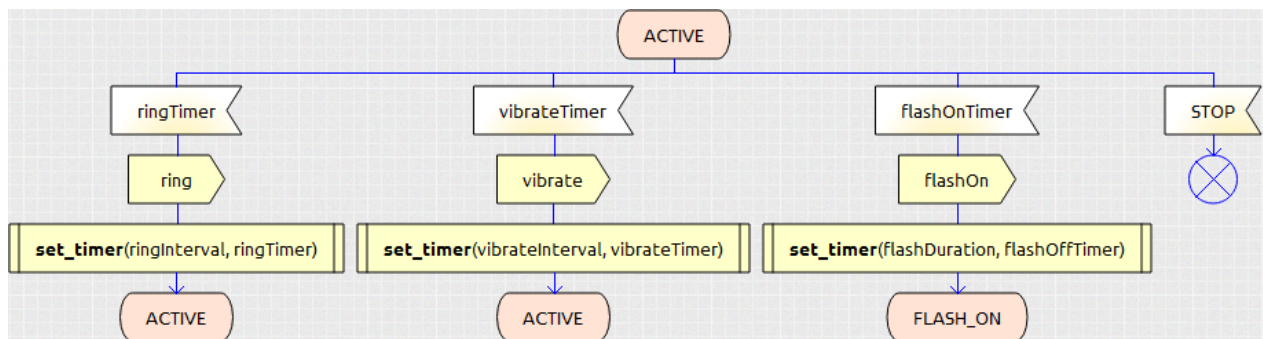 ACTIVE
ringTimer
vibrateTimer
flashOnTimer
STOP
ring
vibrate
flashOn
set_timer(ringInterval, ringTimer)
set_timer(vibrateInterval, vibrateTimer)
set_timer(flashDuration, flashOffTimer)
ACTIVE
ACTIVE
FLASH_ON